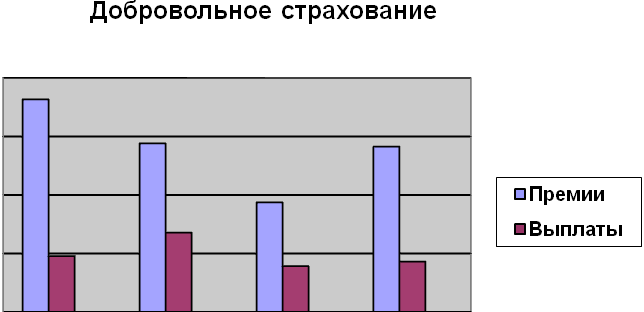 Добровольное страхование
Премии
Выплаты